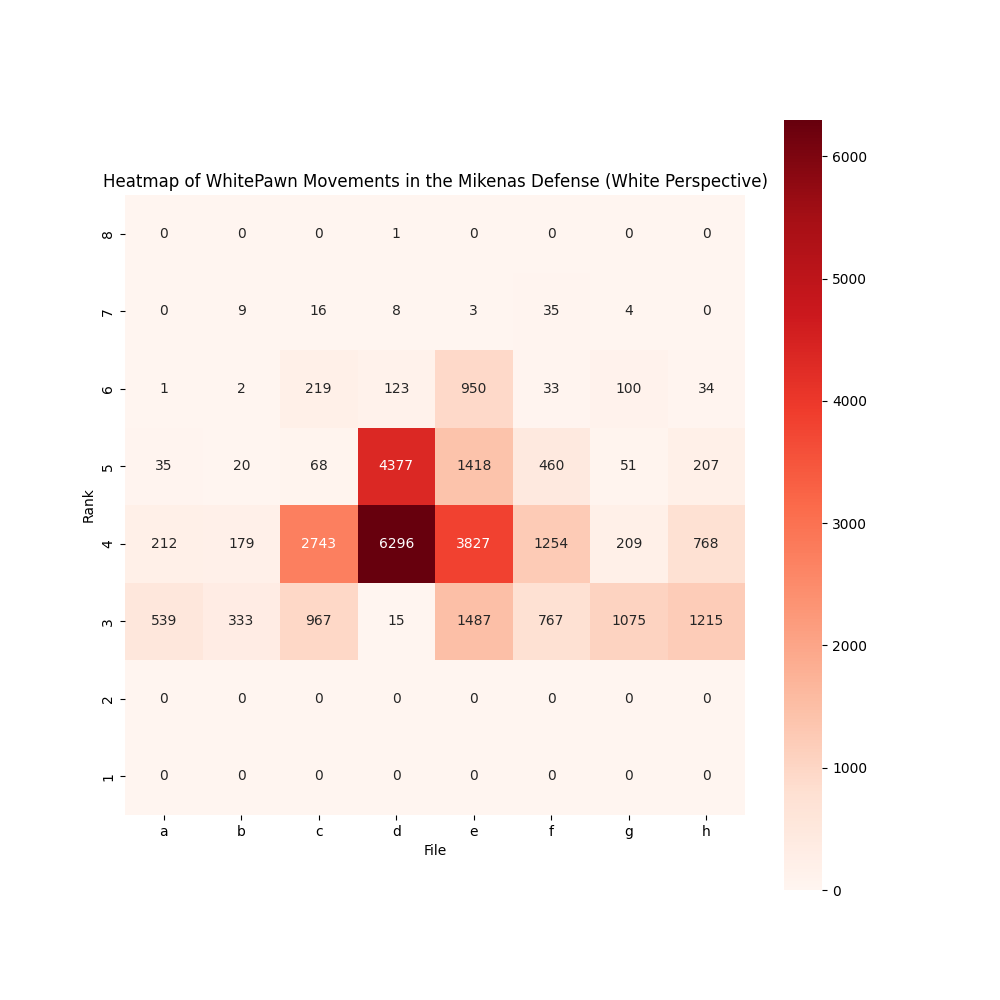 Heatmap of WhitePawn Movements in the Mikenas Defense (White Perspective)
8 0 0 0 1 0 0 0 0
7 0 9 16 8 3 35 4 0
6 1 2 219 123 950 33 100 34
5 35 20 68 4377 1418 460 51 207
4 212 179 2743 6296 3827 1254 209 768
3 539 333 967 15 1487 767 1075 1215
2 0 0 0 0 0 0 0 0
1 0 0 0 0 0 0 0 0
a b c d e f g h
File
Rank
6000
5000
4000
3000
2000
1000
0